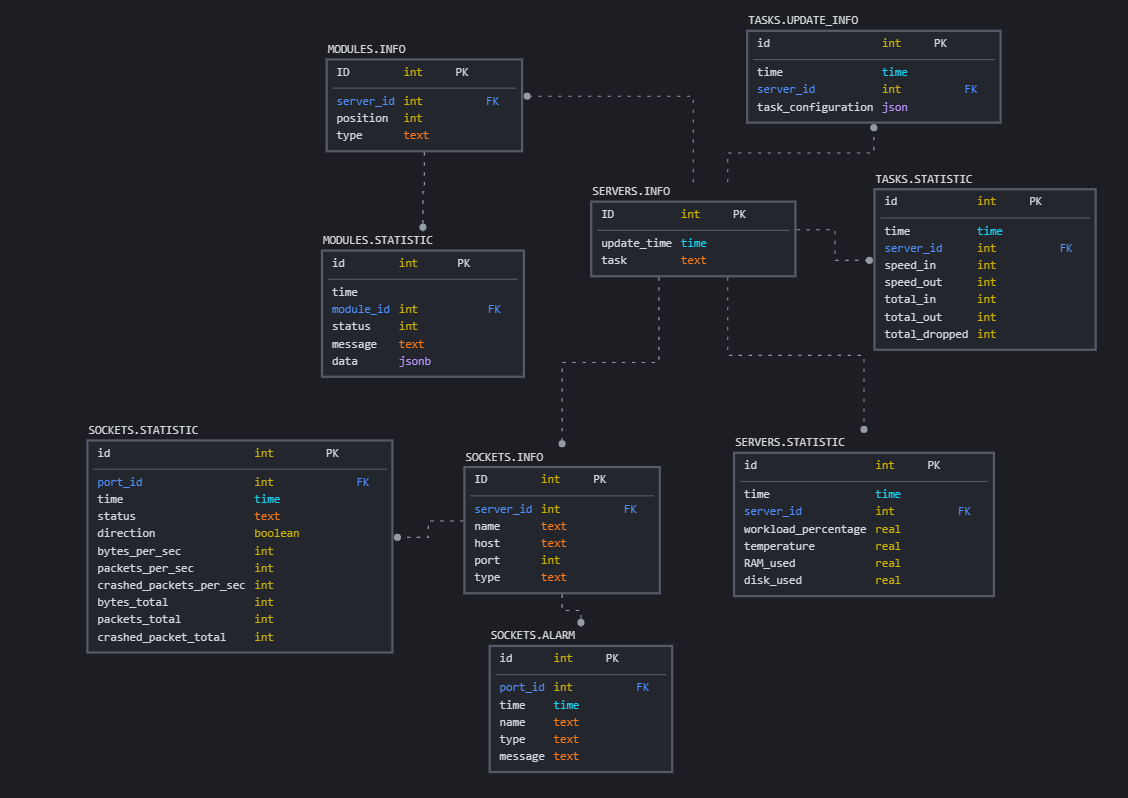 TASKS.UPDATE_INFO
id int PK
time time
server_id int FK
task_configuration json
MODULES.INFO
ID int PK
server_id int FK
position int
type text
TASKS.STATISTIC
id int PK
time time
server_id int FK
speed_in int
speed_out int
total_in int
total_out int
total_dropped int
SERVERS.INFO
ID int PK
update_time time
task text
MODULES.STATISTIC
id int PK
time
module_id int FK
status int
message text
data jsonb
SOCKETS.STATISTIC
id int PK
port_id int FK
time time
status text
direction boolean
bytes_per_sec int
packets_per_sec int
crashed_packets_per_sec int
bytes_total int
packets_total int
crashed_packet_total int
SOCKETS.INFO
ID int PK
server_id int FK
name text
host text
port int
type text
SERVERS.STATISTIC
id int PK
time time
server_id int FK
workload_percentage real
temperature real
RAM_used real
disk_used real
SOCKETS.ALARM
id int PK
port_id int FK
time time
name text
type text
message text